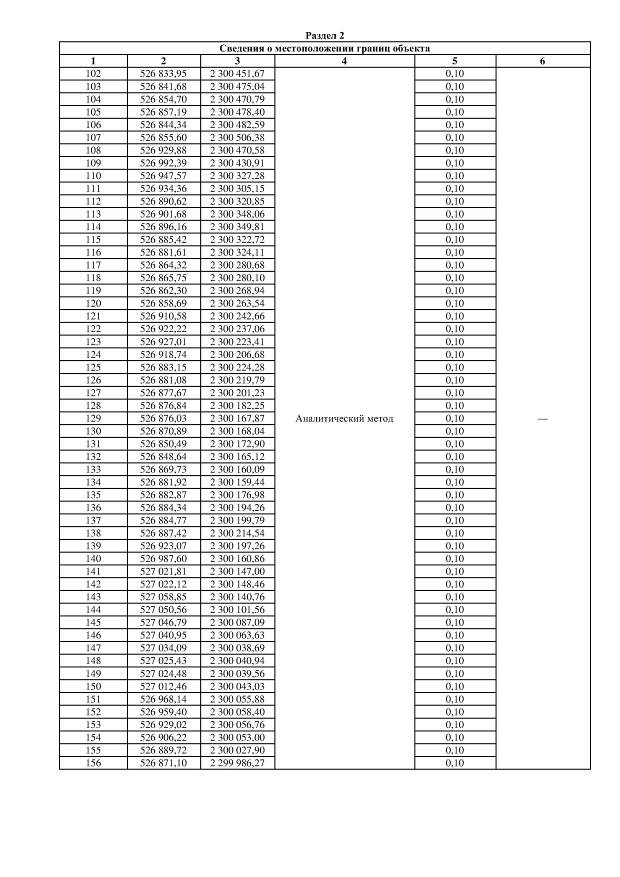 Раздел 2
Сведения о местоположении границ объекта
1 2 3 4 5 6
102 526 833,95 2 300 451,67 0,10
103 526 841,68 2 300 475,04 0,10
104 526 854,70 2 300 470,79 0,10
105 526 857,19 2 300 478,40 0,10
106 526 844,34 2 300 482,59 0,10
107 526 855,60 2 300 506,38 0,10
108 526 929,88 2 300 470,58 0,10
109 526 992,39 2 300 430,91 0,10
110 526 947,57 2 300 327,28 0,10
111 526 934,36 2 300 305,15 0,10
112 526 890,62 2 300 320,85 0,10
113 526 901,68 2 300 348,06 0,10
114 526 896,16 2 300 349,81 0,10
115 526 885,42 2 300 322,72 0,10
116 526 881,61 2 300 324,11 0,10
117 526 864,32 2 300 280,68 0,10
118 526 865,75 2 300 280,10 0,10
119 526 862,30 2 300 268,94 0,10
120 526 858,69 2 300 263,54 0,10
121 526 910,58 2 300 242,66 0,10
122 526 922,22 2 300 237,06 0,10
123 526 927,01 2 300 223,41 0,10
124 526 918,74 2 300 206,68 0,10
125 526 883,15 2 300 224,28 0,10
126 526 881,08 2 300 219,79 0,10
127 526 877,67 2 300 201,23 0,10
128 526 876,84 2 300 182,25 0,10
129 526 876,03 2 300 167,87 Аналитический метод 0,10 —
130 526 870,89 2 300 168,04 0,10
131 526 850,49 2 300 172,90 0,10
132 526 848,64 2 300 165,12 0,10
133 526 869,73 2 300 160,09 0,10
134 526 881,92 2 300 159,44 0,10
135 526 882,87 2 300 176,98 0,10
136 526 884,34 2 300 194,26 0,10
137 526 884,77 2 300 199,79 0,10
138 526 887,42 2 300 214,54 0,10
139 526 923,07 2 300 197,26 0,10
140 526 987,60 2 300 160,86 0,10
141 527 021,81 2 300 147,00 0,10
142 527 022,12 2 300 148,46 0,10
143 527 058,85 2 300 140,76 0,10
144 527 050,56 2 300 101,56 0,10
145 527 046,79 2 300 087,09 0,10
146 527 040,95 2 300 063,63 0,10
147 527 034,09 2 300 038,69 0,10
148 527 025,43 2 300 040,94 0,10
149 527 024,48 2 300 039,56 0,10
150 527 012,46 2 300 043,03 0,10
151 526 968,14 2 300 055,88 0,10
152 526 959,40 2 300 058,40 0,10
153 526 929,02 2 300 056,76 0,10
154 526 906,22 2 300 053,00 0,10
155 526 889,72 2 300 027,90 0,10
156 526 871,10 2 299 986,27 0,10